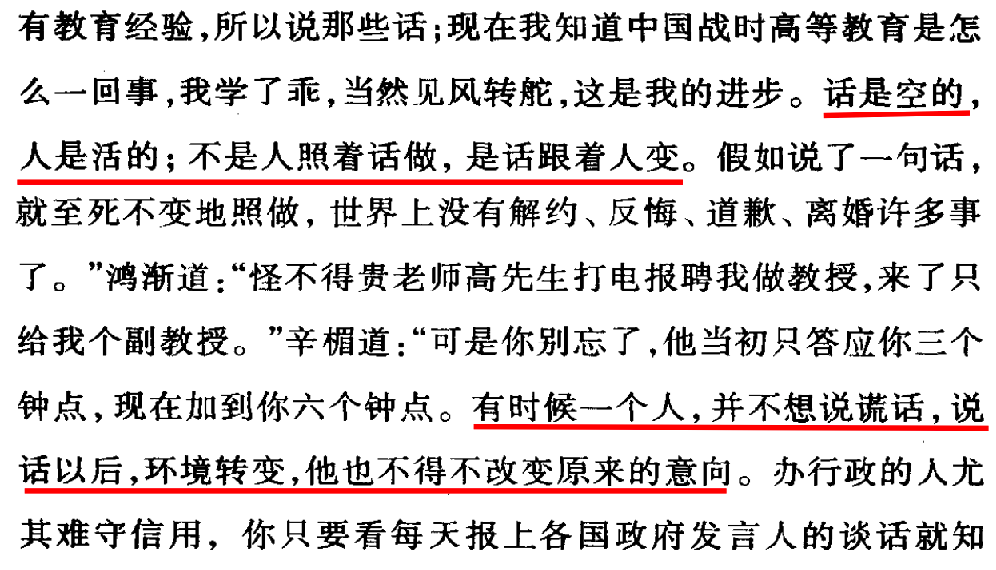 有教育经验,所以说那些话;现在我知道中国战时高等教育是怎
么一回事,我学了乖,当然见风转舵,这是我的进步。话是空的,
人是活的;不是人照着话做,是话跟着人变。假如说了一句话,
就至死不变地照做,世界上没有解约、反悔、道歉、离婚许多事
了。”鸿渐道:“怪不得贵老师高先生打电报聘我做教授,来了只
给我个副教授。”辛楣道:“可是你别忘了,他当初只答应你三个
钟点,现在加到你六个钟点。有时候一个人,并不想说谎话,说
话以后,环境转变,他也不得不改变原来的意向。办行政的人尤
其难守信用,你只要看每天报上各国政府发言人的谈话就知